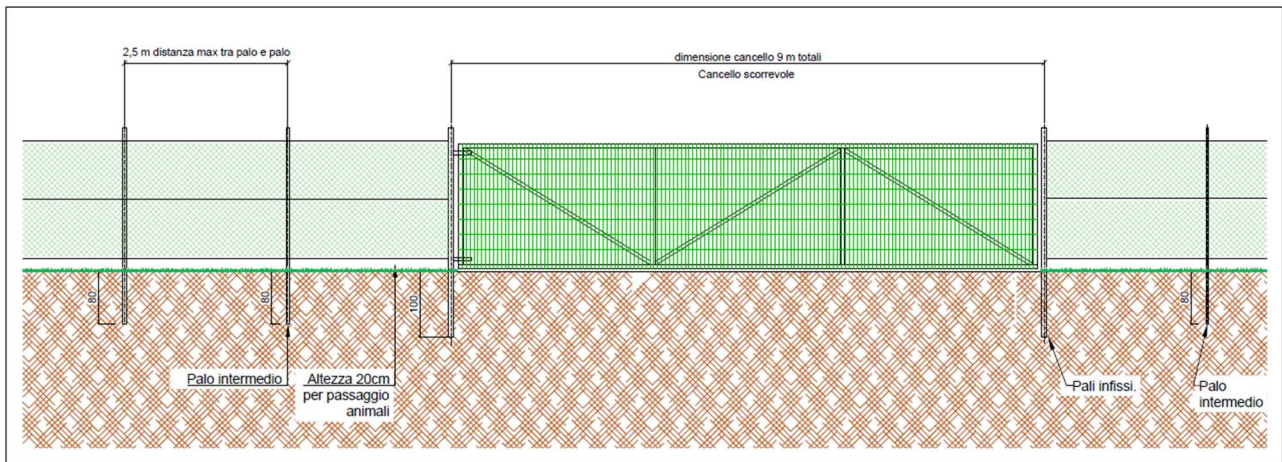 2,5 m distanza max tra palo e palo
dimensione cancello 9 m totali
Cancello scorrevole
80
80
100
80
Palo intermedio
Altezza 20cm
per passaggio
animali
Pali infissi.
Palo
intermedio